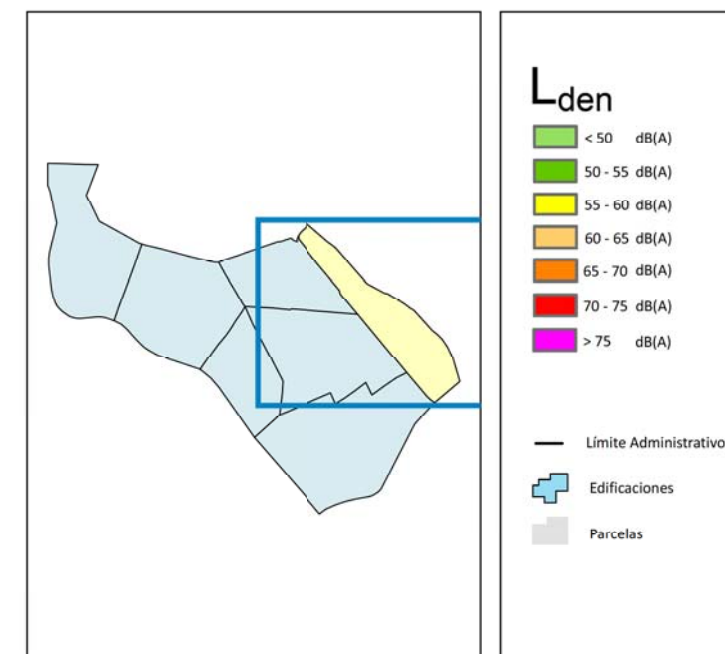 Lden
< 50 dB(A)
50 - 55 dB(A)
55 - 60 dB(A)
60 - 65 dB(A)
65 - 70 dB(A)
70 - 75 dB(A)
> 75 dB(A)
Límite Administrativo
Edificaciones
Parcelas